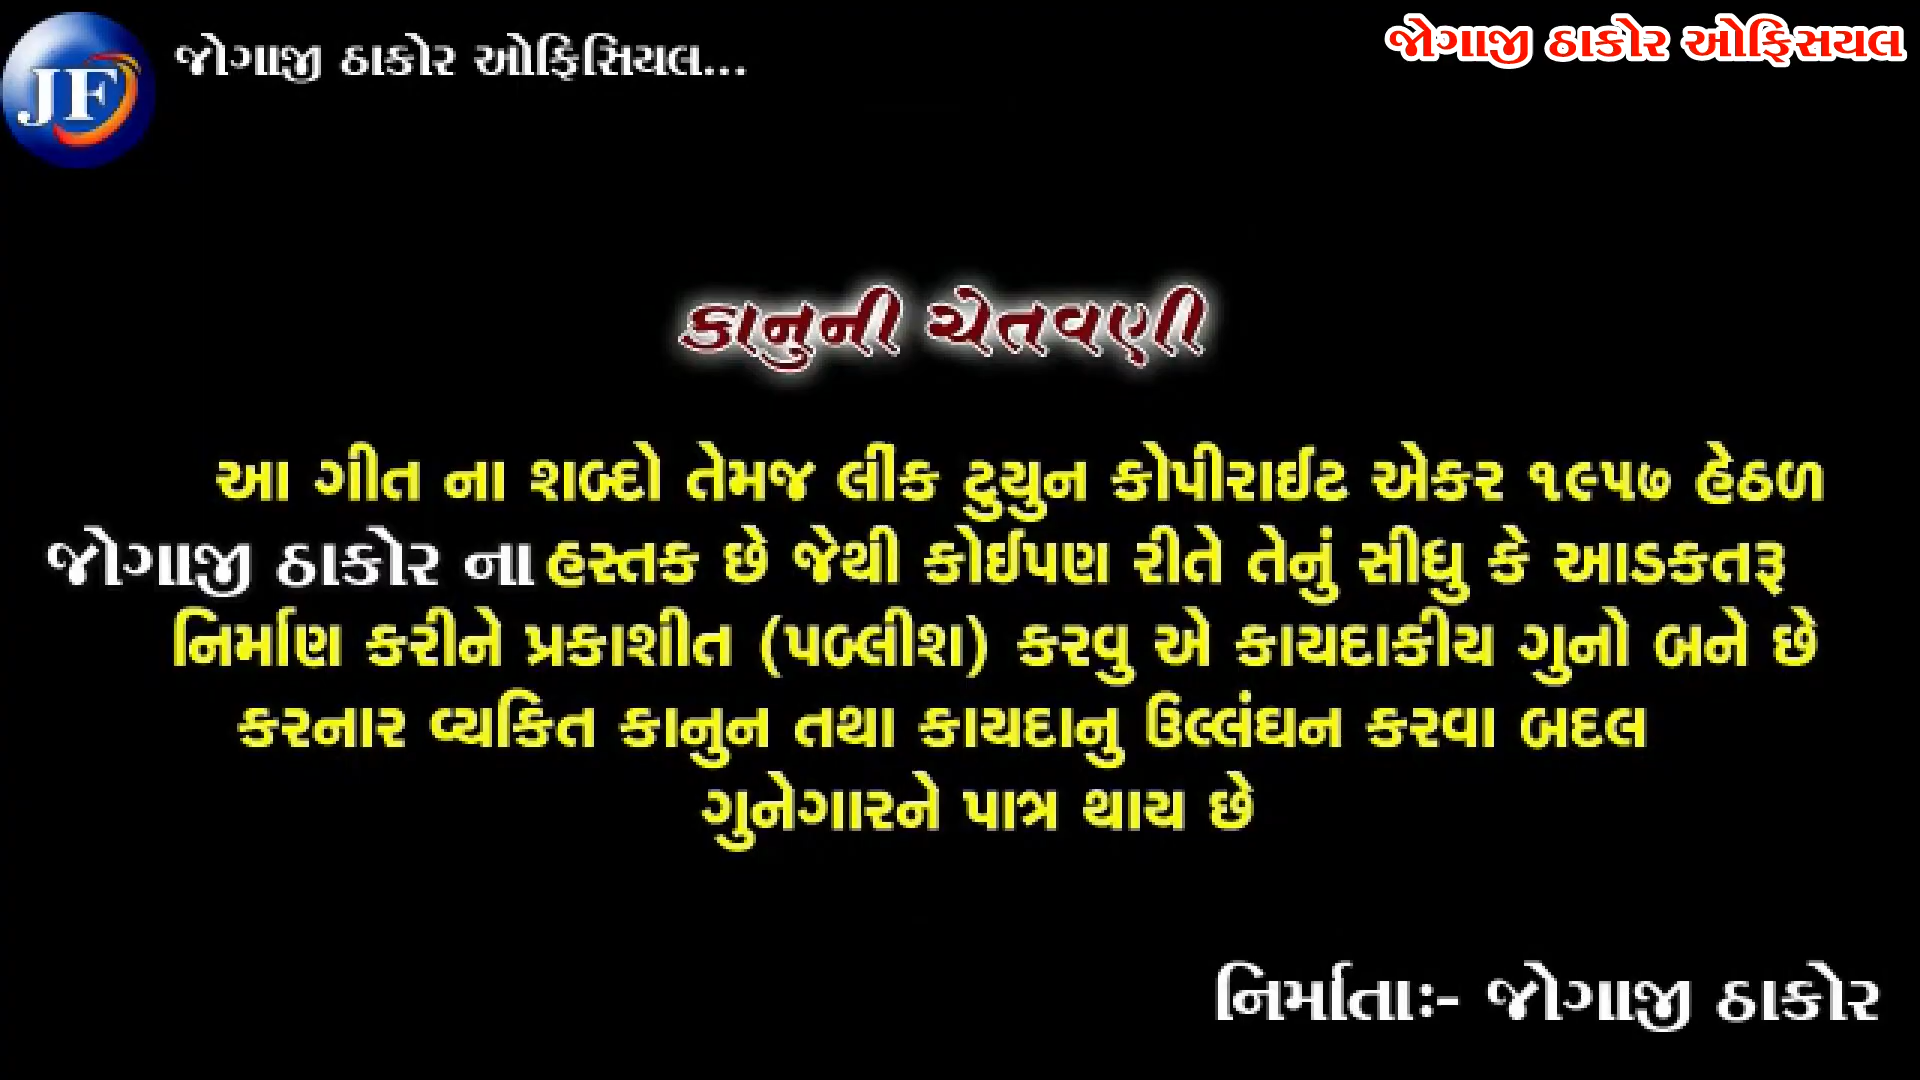 JF
જોગાજી ઠાકોર ઓફિસિયલ...
જોગાજી ઠાકોર ઓફિસયલ
કાનુની ચેતવણી
આ ગીત ના શબ્દો તેમજ લીંક ટ્રુયુન કોપીરાઈટ એકર ૧૯૫૭ હેઠળ
જોગાજી ઠાકોર ના હસ્તક છે જેથી કોઈપણ રીતે તેનું સીધુ કે આડકતરૂ
નિર્માણ કરીને પ્રકાશીત (પબ્લીશ) કરવુ એ કાયદાકીય ગુનો બને છે
કરનાર વ્યકિત કાનુન તથા કાયદાનુ ઉલ્લંઘન કરવા બદલ
ગુનેગારને પાત્ર થાય છે
નિર્માતાઃ- જોગાજી ઠાકોર